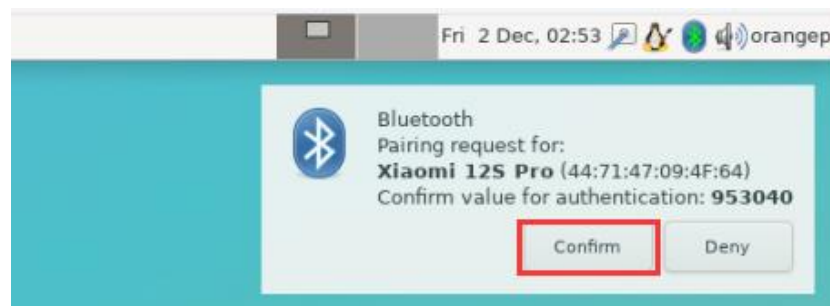 Fri 2 Dec, 02:53 orangep
Bluetooth
Pairing request for:
Xiaomi 12S Pro (44:71:47:09:4F:64)
Confirm value for authentication: 953040
Confirm Deny